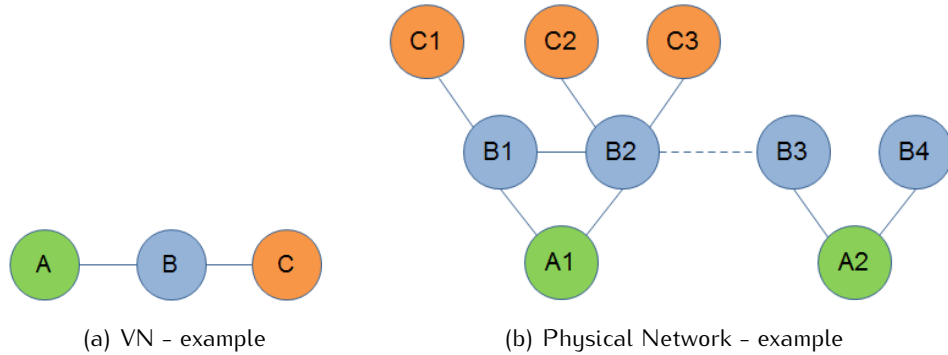 C1 C2 C3
B1 B2 B3 B4
A B C A1 A2
(a) VN - example (b) Physical Network - example